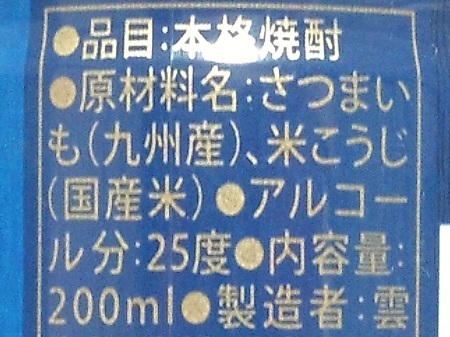 ●品目:本格焼酎
●原材料名:さつまい
も(九州産)、米こうじ
(国産米)●アルコー
ル分:25度●内容量:
200ml●製造者:雲